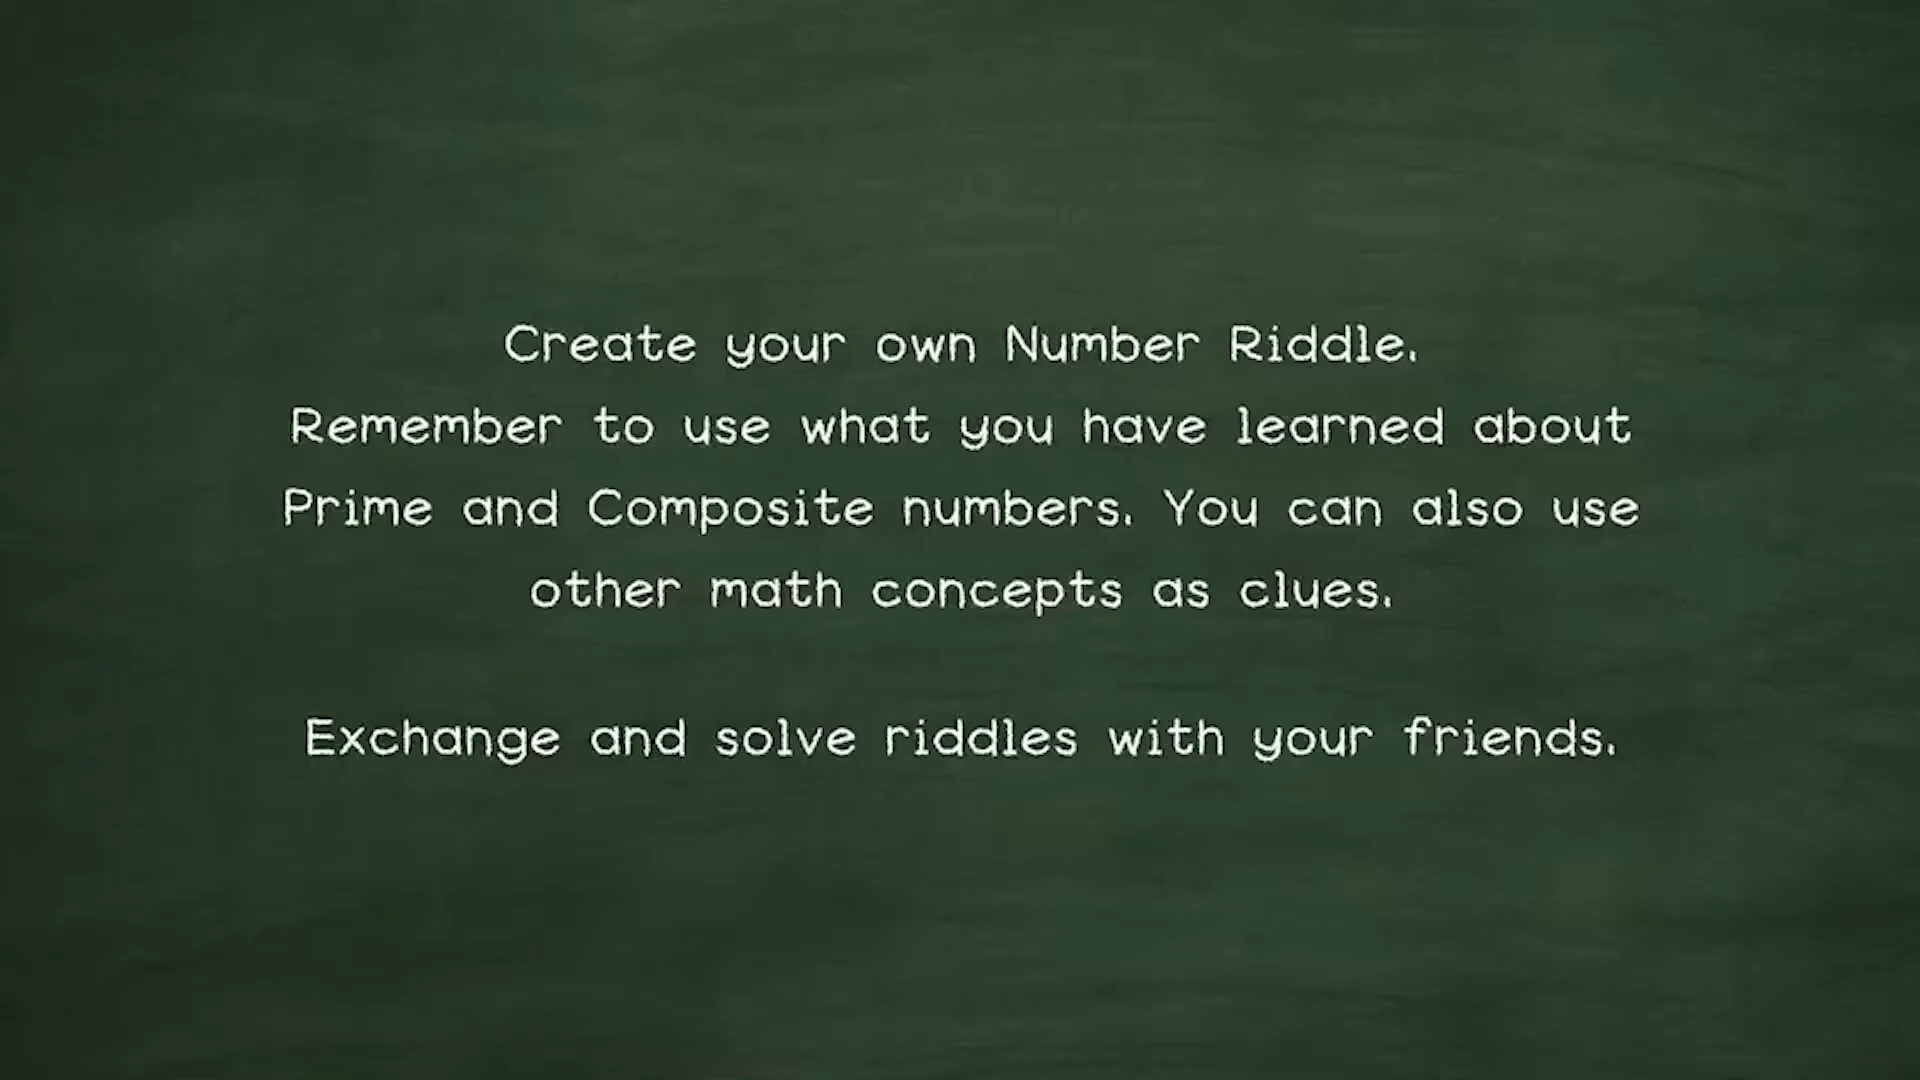 Create your own Number Riddle.
Remember to use what you have learned about
Prime and Composite numbers. You can also use
other math concepts as clues.
Exchange and solve riddles with your friends.